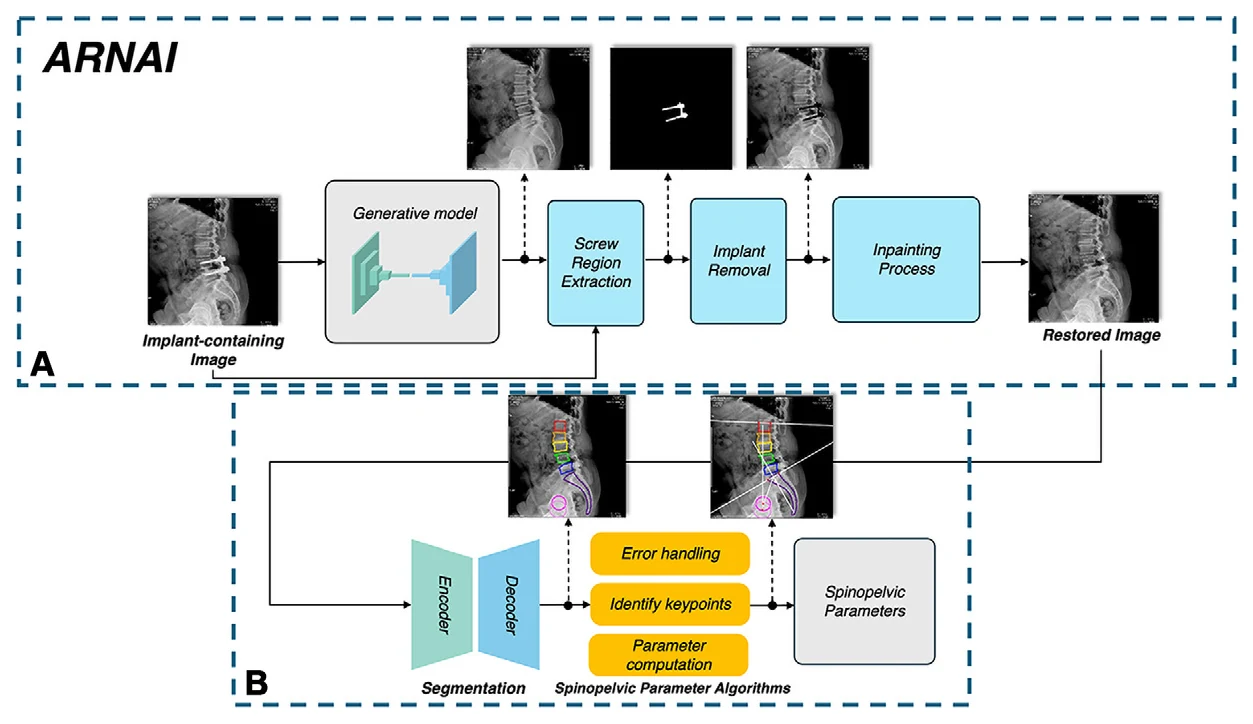 ARNAI
Generative model
Screw
Region
Extraction
Implant
Removal
Inpainting
Process
Implant-containing
Image
Restored Image
A
Encoder
Decoder
Error handling
Identify keypoints
Parameter
computation
Spinopelvic
Parameters
Segmentation
Spinopelvic Parameter Algorithms
B